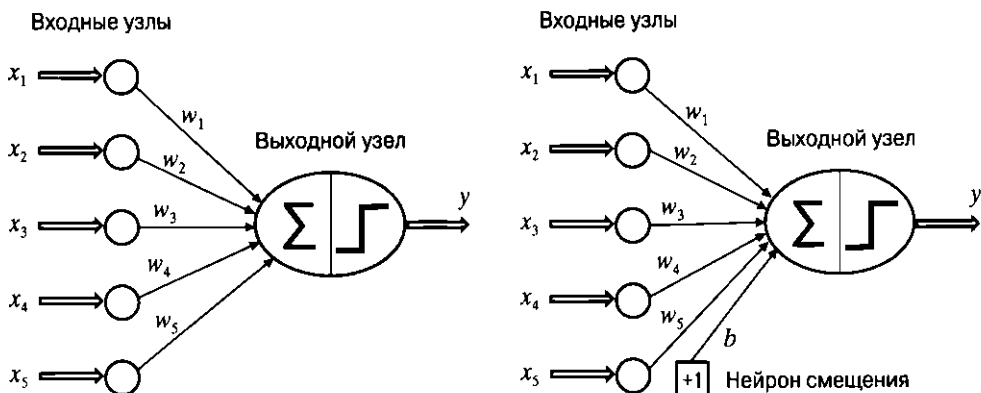 Входные узлы
x1
w1
x2
w2
Выходной узел
x3
w3
Σ
y
x4
w4
x5
w5
Входные узлы
x1
w1
x2
w2
Выходной узел
x3
w3
Σ
y
x4
w4
x5
w5
b
+1 Нейрон смещения